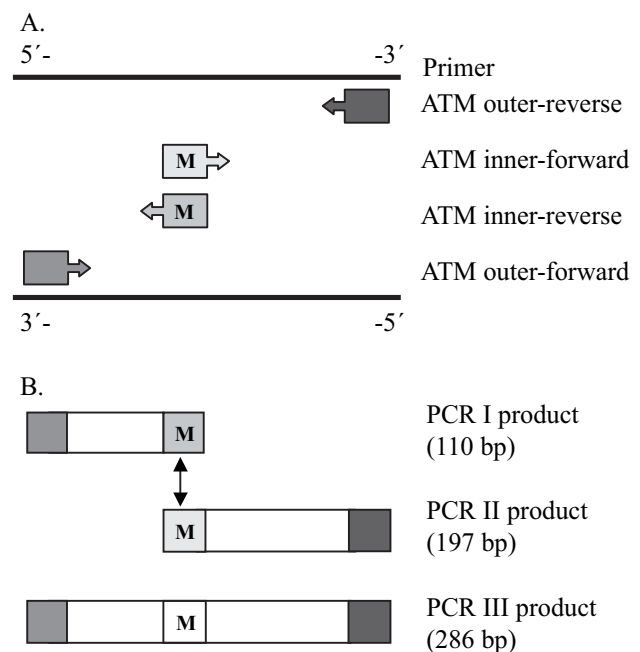 A.
5´- -3´
Primer
ATM outer-reverse
M ATM inner-forward
M ATM inner-reverse
ATM outer-forward
3´- -5´
B.
M PCR I product
(110 bp)
M PCR II product
(197 bp)
M PCR III product
(286 bp)